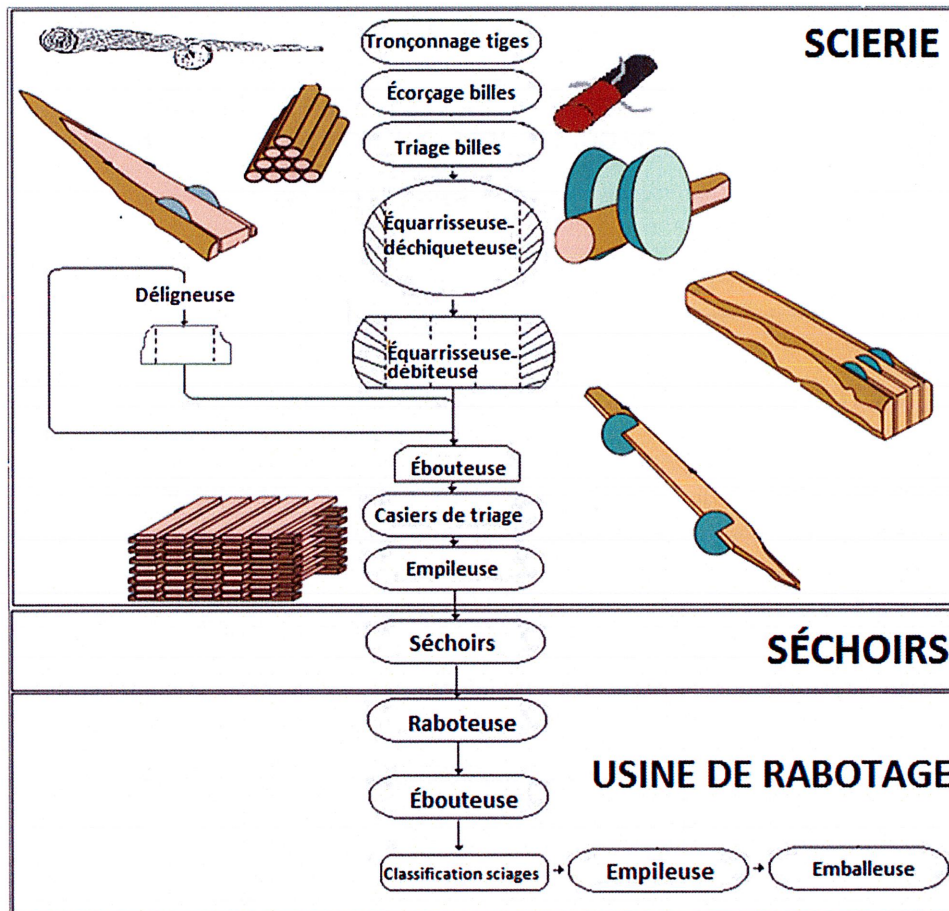 SCIERIE
Tronçonnage tiges
Écorçage billes
Triage billes
Équarrisseuse-
déchiqueteuse
Déligneuse
Équarrisseuse-
débiteuse
Ébouteuse
Casiers de triage
Empileuse
Séchoirs
SÉCHOIRS
Raboteuse
USINE DE RABOTAGE
Ébouteuse
Classification sciages
Empileuse
Emballeuse